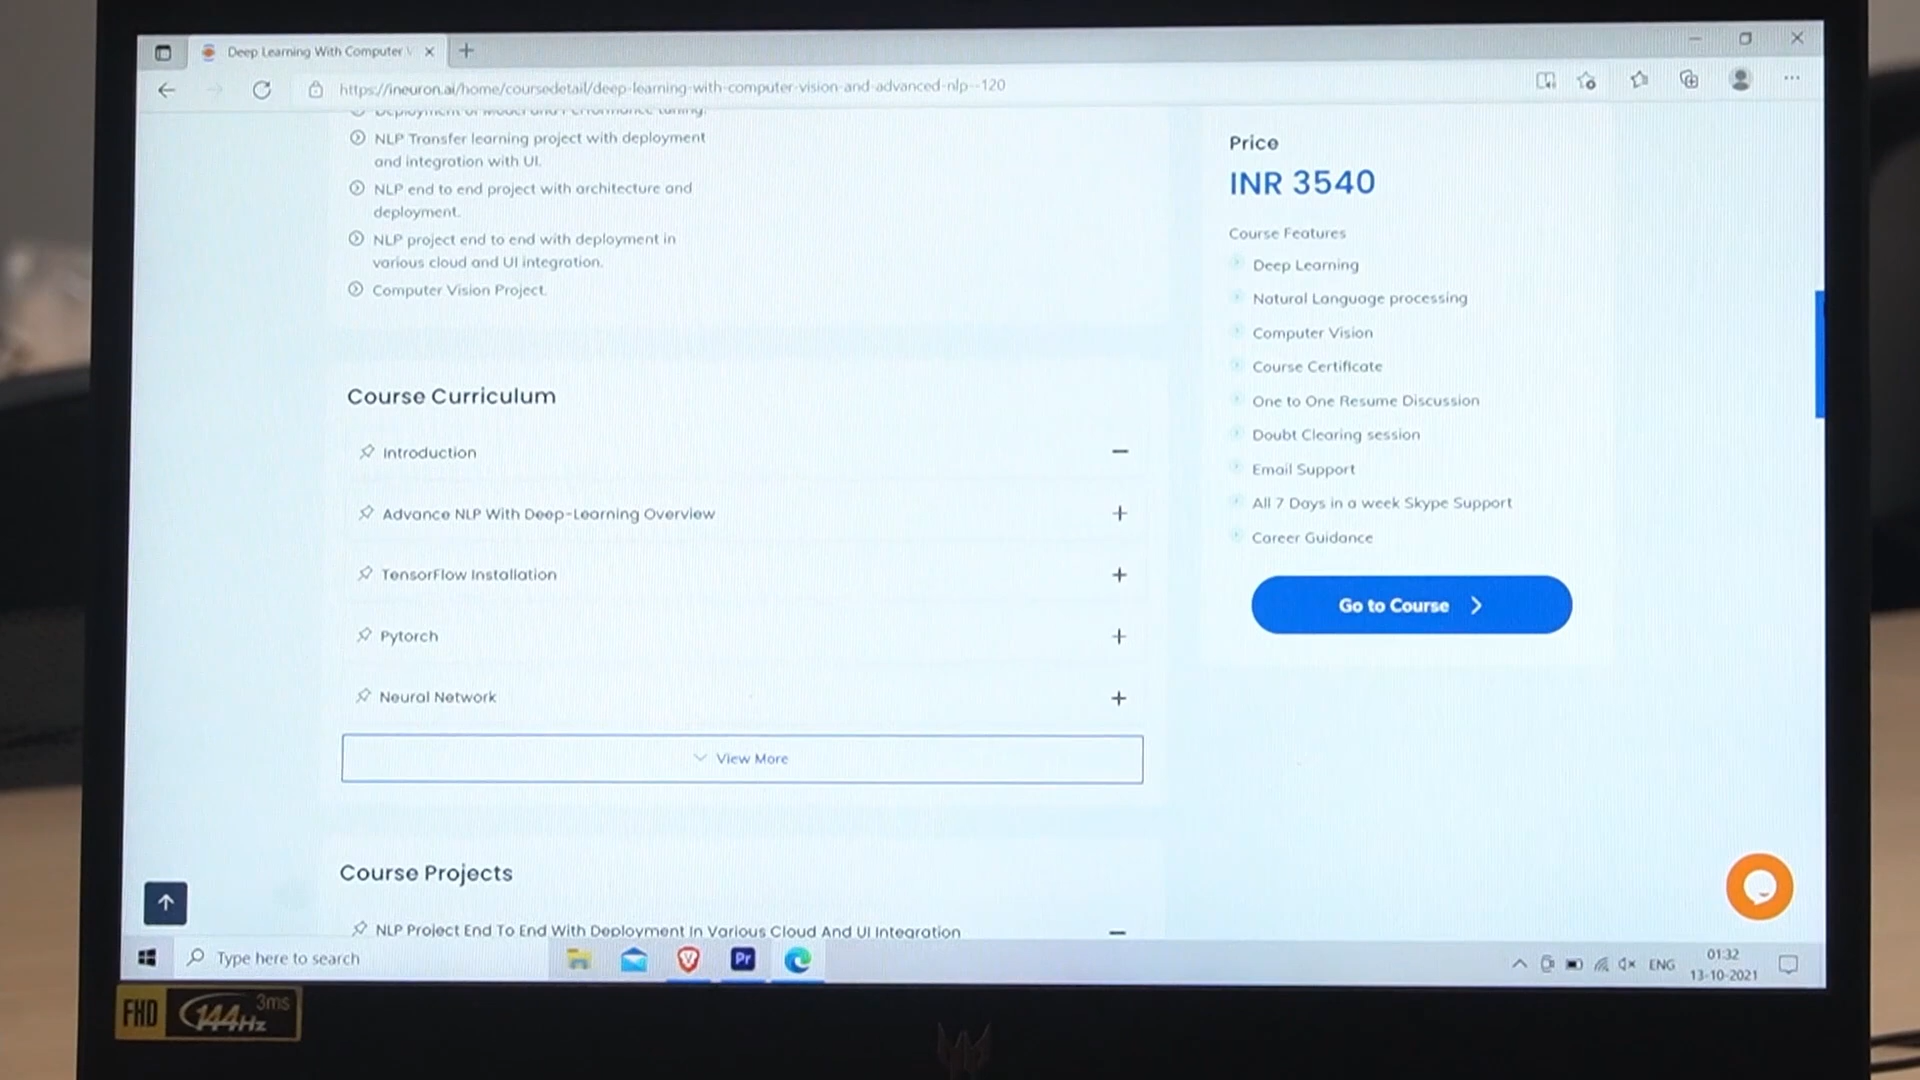 Deep Learning With Computer V
https://ineuron.ai/home/coursedetail/deep-learning-with-computer-vision-and-advanced-nlp--120
Deployment of Model and Performance tuning.
NLP Transfer learning project with deployment
and integration with UI.
NLP end to end project with architecture and
deployment.
NLP project end to end with deployment in
various cloud and UI integration.
Computer Vision Project.
Course Curriculum
Introduction
Advance NLP With Deep-Learning Overview
TensorFlow Installation
Pytorch
Neural Network
View More
Course Projects
NLP Project End To End With Deployment In Various Cloud And UI Integration
Price
INR 3540
Course Features
Deep Learning
Natural Language processing
Computer Vision
Course Certificate
One to One Resume Discussion
Doubt Clearing session
Email Support
All 7 Days in a week Skype Support
Career Guidance
Go to Course
Type here to search
Pr
ENG
01:32
13-10-2021
FHD
144Hz
3ms